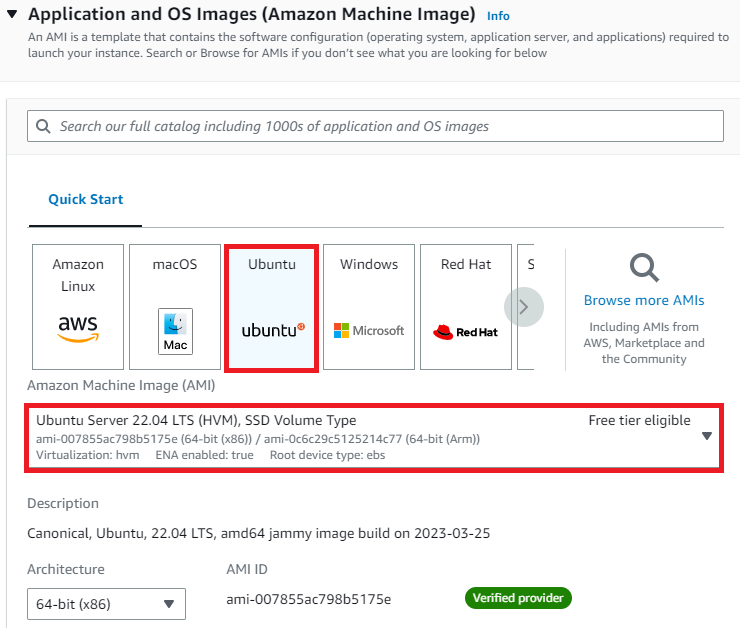 Application and OS Images (Amazon Machine Image) Info
An AMI is a template that contains the software configuration (operating system, application server, and applications) required to
launch your instance. Search or Browse for AMIs if you don't see what you are looking for below
Search our full catalog including 1000s of application and OS images
Quick Start
Amazon
Linux
aws
macOS
Mac
Ubuntu
ubuntu
Windows
Microsoft
Red Hat
Red Hat
S
Browse more AMIs
Including AMIs from
AWS, Marketplace and
the Community
Amazon Machine Image (AMI)
Ubuntu Server 22.04 LTS (HVM), SSD Volume Type
Free tier eligible
ami-007855ac798b5175e (64-bit (x86)) / ami-0c6c29c5125214c77 (64-bit (Arm))
Virtualization: hvm ENA enabled: true Root device type: ebs
Description
Canonical, Ubuntu, 22.04 LTS, amd64 jammy image build on 2023-03-25
Architecture
64-bit (x86)
AMI ID
ami-007855ac798b5175e
Verified provider